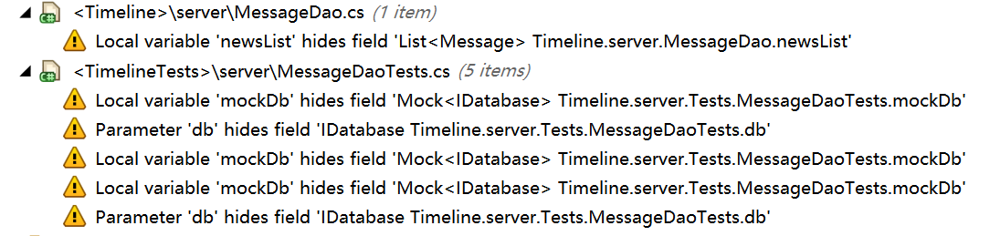 <Timeline>\server\MessageDao.cs (1 item)
Local variable 'newsList' hides field 'List<Message> Timeline.server.MessageDao.newsList'
<TimelineTests>\server\MessageDaoTests.cs (5 items)
Local variable 'mockDb' hides field 'Mock<IDatabase> Timeline.server.Tests.MessageDaoTests.mockDb'
Parameter 'db' hides field 'IDatabase Timeline.server.Tests.MessageDaoTests.db'
Local variable 'mockDb' hides field 'Mock<IDatabase> Timeline.server.Tests.MessageDaoTests.mockDb'
Local variable 'mockDb' hides field 'Mock<IDatabase> Timeline.server.Tests.MessageDaoTests.mockDb'
Parameter 'db' hides field 'IDatabase Timeline.server.Tests.MessageDaoTests.db'